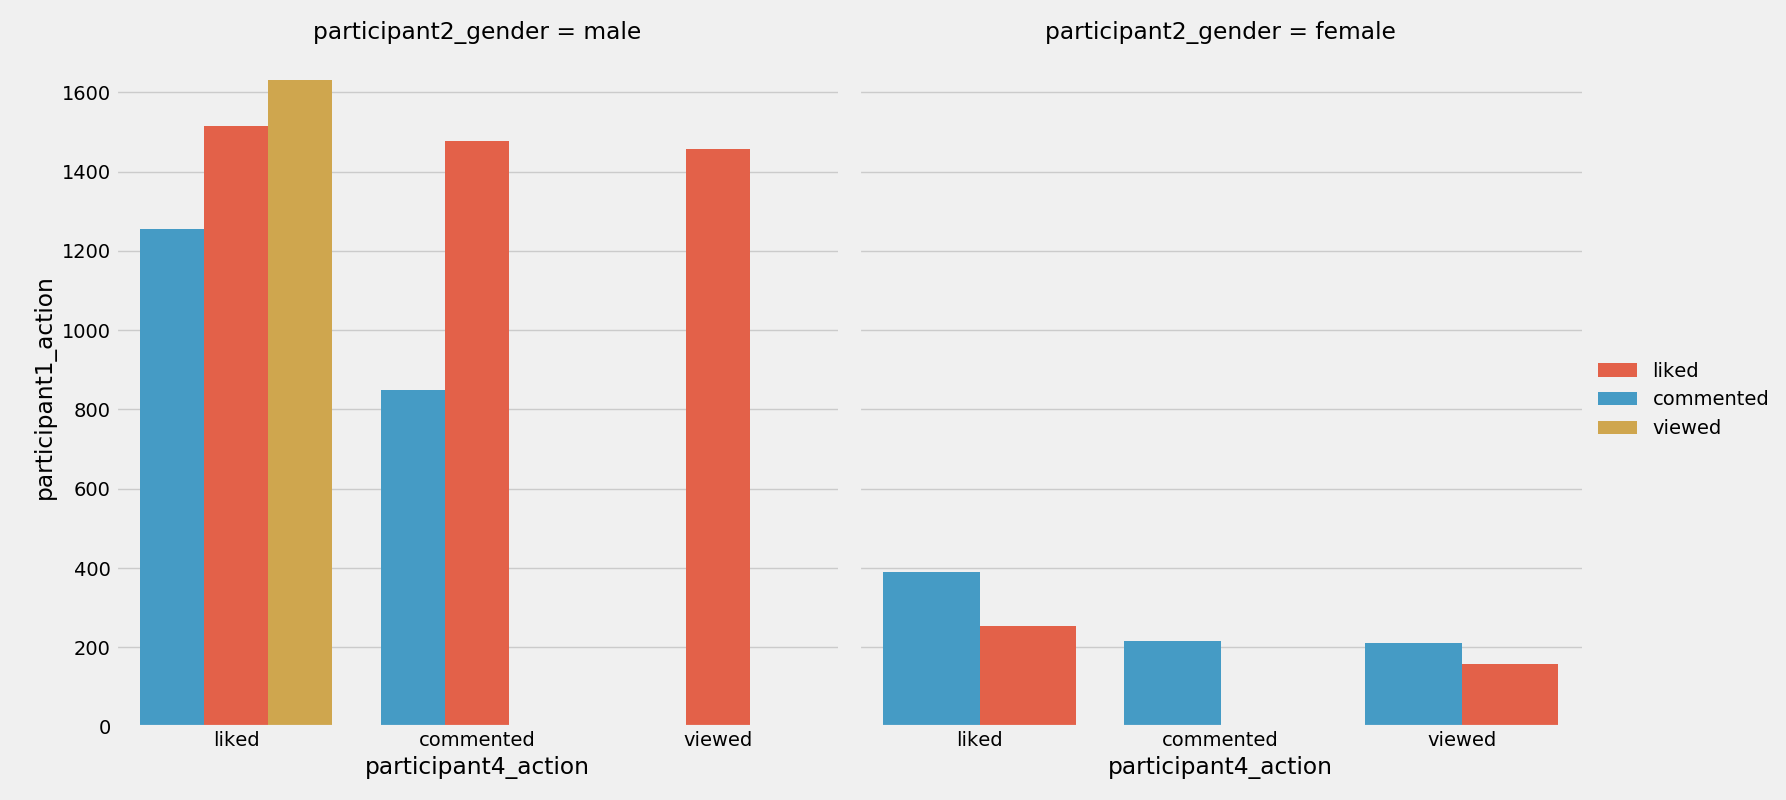 participant2_gender = male
participant2_gender = female
participant1_action
1600
1400
1200
1000
800
600
400
200
0
liked
commented
viewed
participant4_action
liked
commented
viewed
participant4_action
liked
commented
viewed